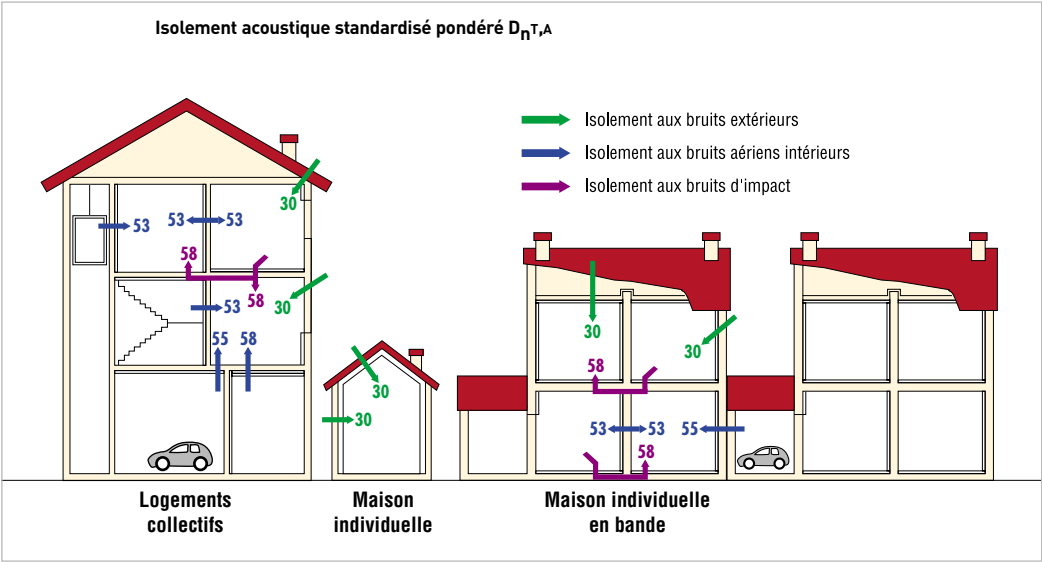 Isolement acoustique standardisé pondéré DnT,A
Isolement aux bruits extérieurs
Isolement aux bruits aériens intérieurs
Isolement aux bruits d'impact
30
53
53
53
58
58
30
53
55
58
30
30
30
30
58
53
53
55
58
Logements
collectifs
Maison
individuelle
Maison individuelle
en bande